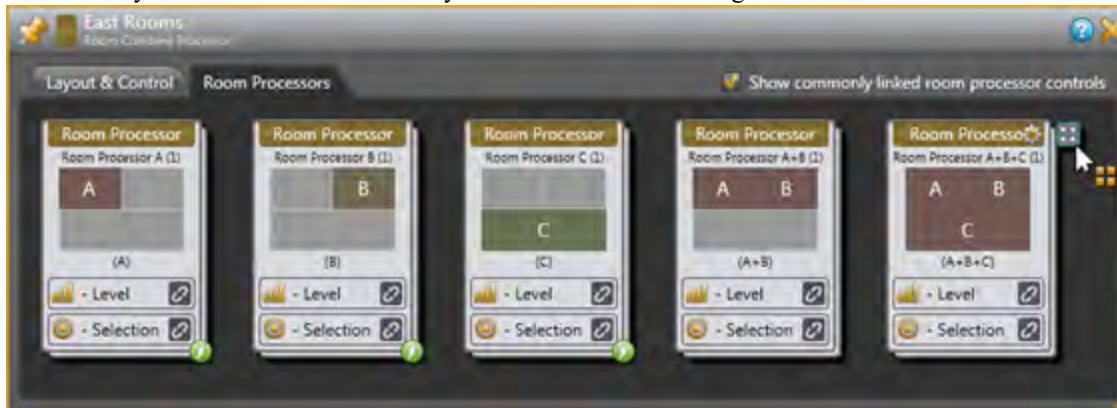 East Rooms
Room Combine Processor
Layout & Control
Room Processors
Show commonly linked room processor controls
Room Processor
Room Processor A (1)
A
(A)
- Level
- Selection
Room Processor
Room Processor B (1)
B
(B)
- Level
- Selection
Room Processor
Room Processor C (1)
C
(C)
- Level
- Selection
Room Processor
Room Processor A+B (1)
A B
(A+B)
- Level
- Selection
Room Processor
Room Processor A+B+C (1)
A B
C
(A+B+C)
- Level
- Selection